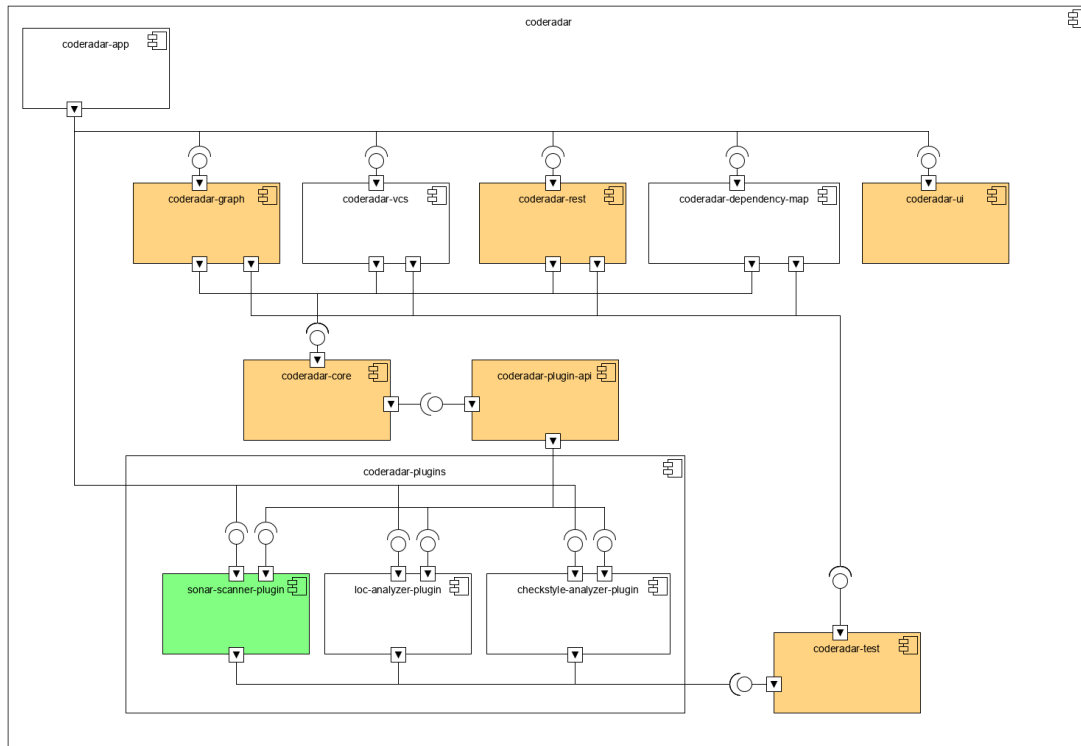 coderadar
coderadar-app
coderadar-graph
coderadar-vcs
coderadar-rest
coderadar-dependency-map
coderadar-ui
coderadar-core
coderadar-plugin-api
coderadar-plugins
sonar-scanner-plugin
loc-analyzer-plugin
checkstyle-analyzer-plugin
coderadar-test